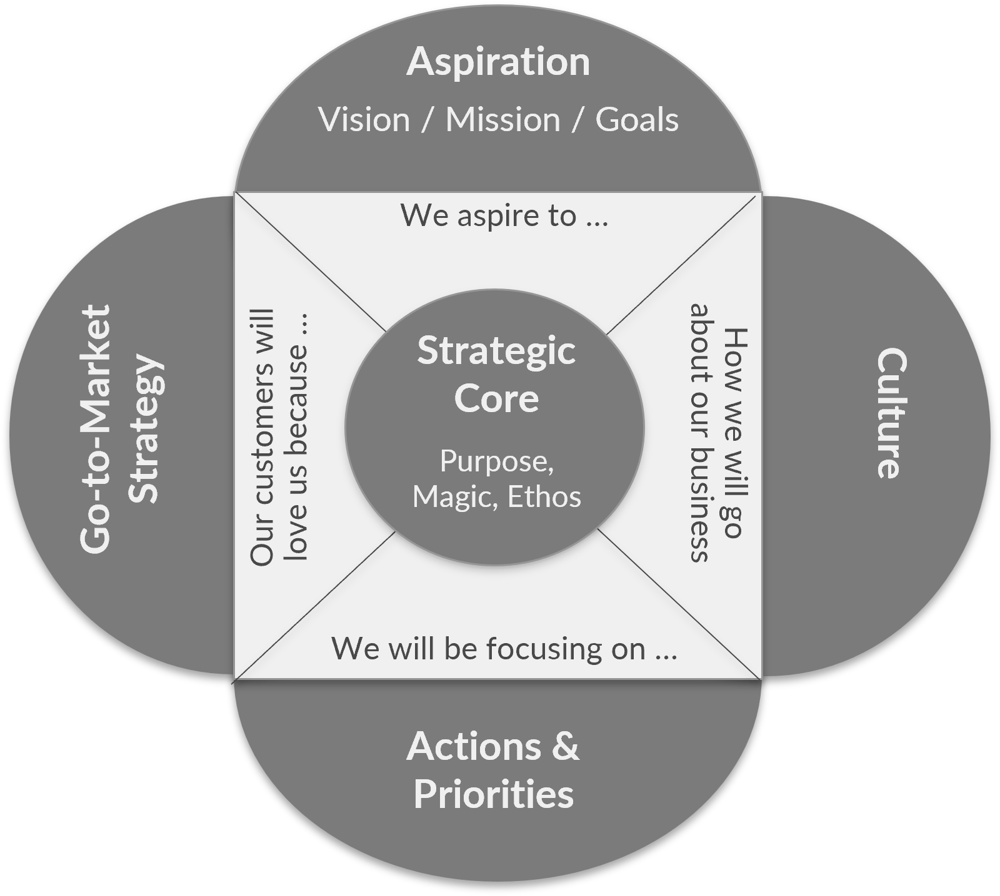 Aspiration
Vision / Mission / Goals
We aspire to ...
Go-to-Market
Strategy
Our customers will
love us because ...
Strategic
Core
Purpose,
Magic, Ethos
How we will go
about our business
Culture
We will be focusing on ...
Actions &
Priorities